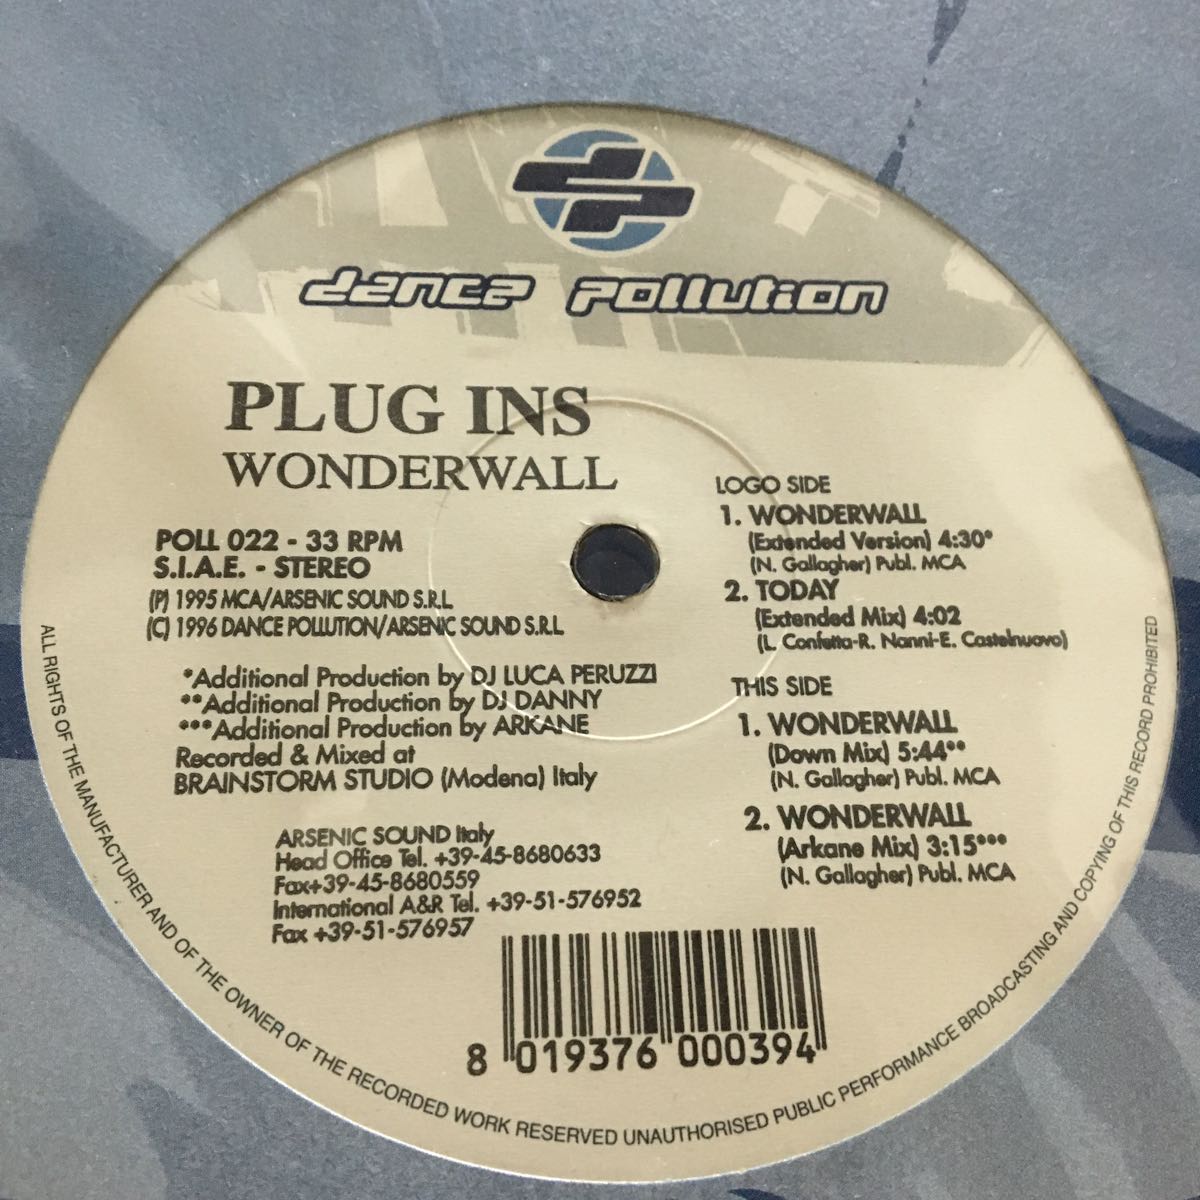 dance pollution
PLUG INS
WONDERWALL
POLL 022 - 33 RPM
S.I.A.E. - STEREO
(P) 1995 MCA/ARSENIC SOUND S.R.L
(C) 1996 DANCE POLLUTION/ARSENIC SOUND S.R.L
*Additional Production by DJ LUCA PERUZZI
**Additional Production by DJ DANNY
***Additional Production by ARKANE
Recorded & Mixed at
BRAINSTORM STUDIO (Modena) Italy
ARSENIC SOUND Italy
Head Office Tel. +39-45-8680633
Fax+39-45-8680559
International A&R Tel. +39-51-576952
Fax +39-51-576957
LOGO SIDE
1. WONDERWALL
(Extended Version) 4:30*
(N. Gallagher) Publ. MCA
2. TODAY
(Extended Mix) 4:02
(L. Confetta-R. Nanni-E. Castelnuovo)
THIS SIDE
1. WONDERWALL
(Down Mix) 5:44**
(N. Gallagher) Publ. MCA
2. WONDERWALL
(Arkane Mix) 3:15***
(N. Gallagher) Publ. MCA
8 019376 000394
ALL RIGHTS OF THE MANUFACTURER AND OF THE OWNER OF THE RECORDED WORK RESERVED UNAUTHORISED PUBLIC PERFORMANCE BROADCASTING AND COPYING OF THIS RECORD PROHIBITED